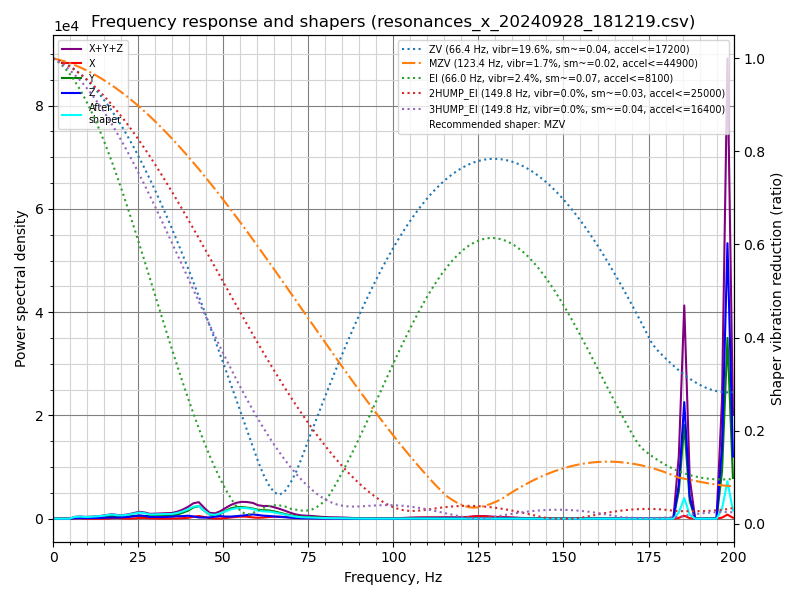 Frequency response and shapers (resonances_x_20240928_181219.csv)
1e4
X+Y+Z
X
Y
Z
After
shaper
ZV (66.4 Hz, vibr=19.6%, sm~=0.04, accel<=17200)
MZV (123.4 Hz, vibr=1.7%, sm~=0.02, accel<=44900)
EI (66.0 Hz, vibr=2.4%, sm~=0.07, accel<=8100)
2HUMP_EI (149.8 Hz, vibr=0.0%, sm~=0.03, accel<=25000)
3HUMP_EI (149.8 Hz, vibr=0.0%, sm~=0.04, accel<=16400)
Recommended shaper: MZV
Power spectral density
8
6
4
2
0
1.0
0.8
0.6
0.4
0.2
0.0
Shaper vibration reduction (ratio)
0 25 50 75 100 125 150 175 200
Frequency, Hz